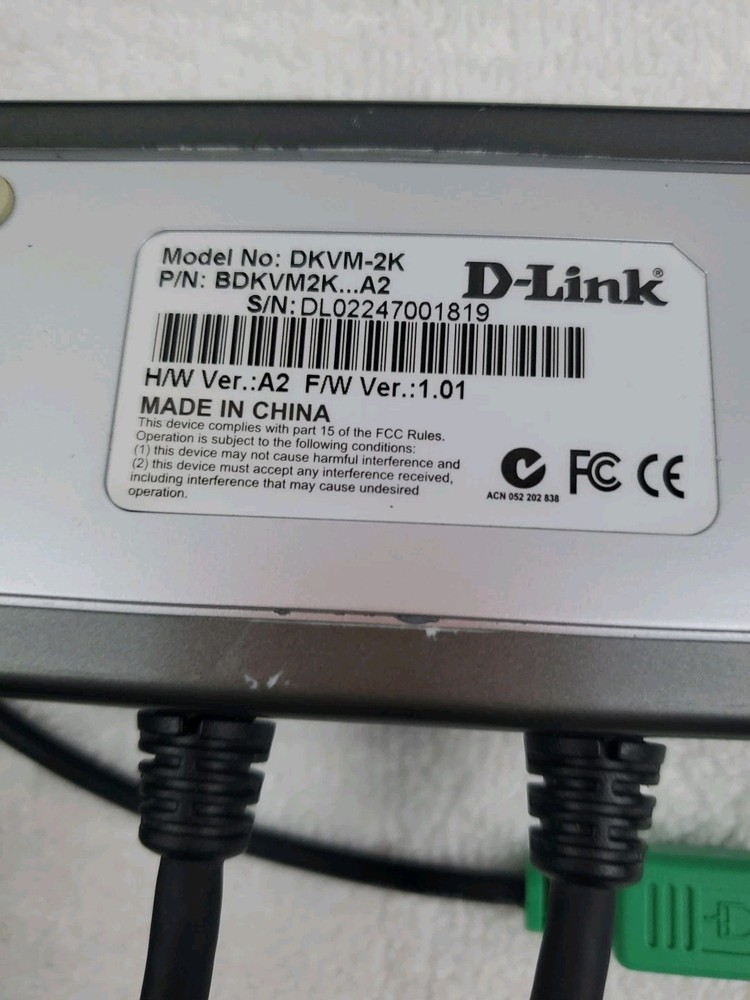 Model No: DKVM-2K
P/N: BDKVM2K...A2
D-Link®
S/N: DL02247001819
H/W Ver.:A2 F/W Ver.:1.01
MADE IN CHINA
This device complies with part 15 of the FCC Rules.
Operation is subject to the following conditions:
(1) this device may not cause harmful interference and
(2) this device must accept any interference received,
including interference that may cause undesired
operation.
ACN 052 202 838
FC CE